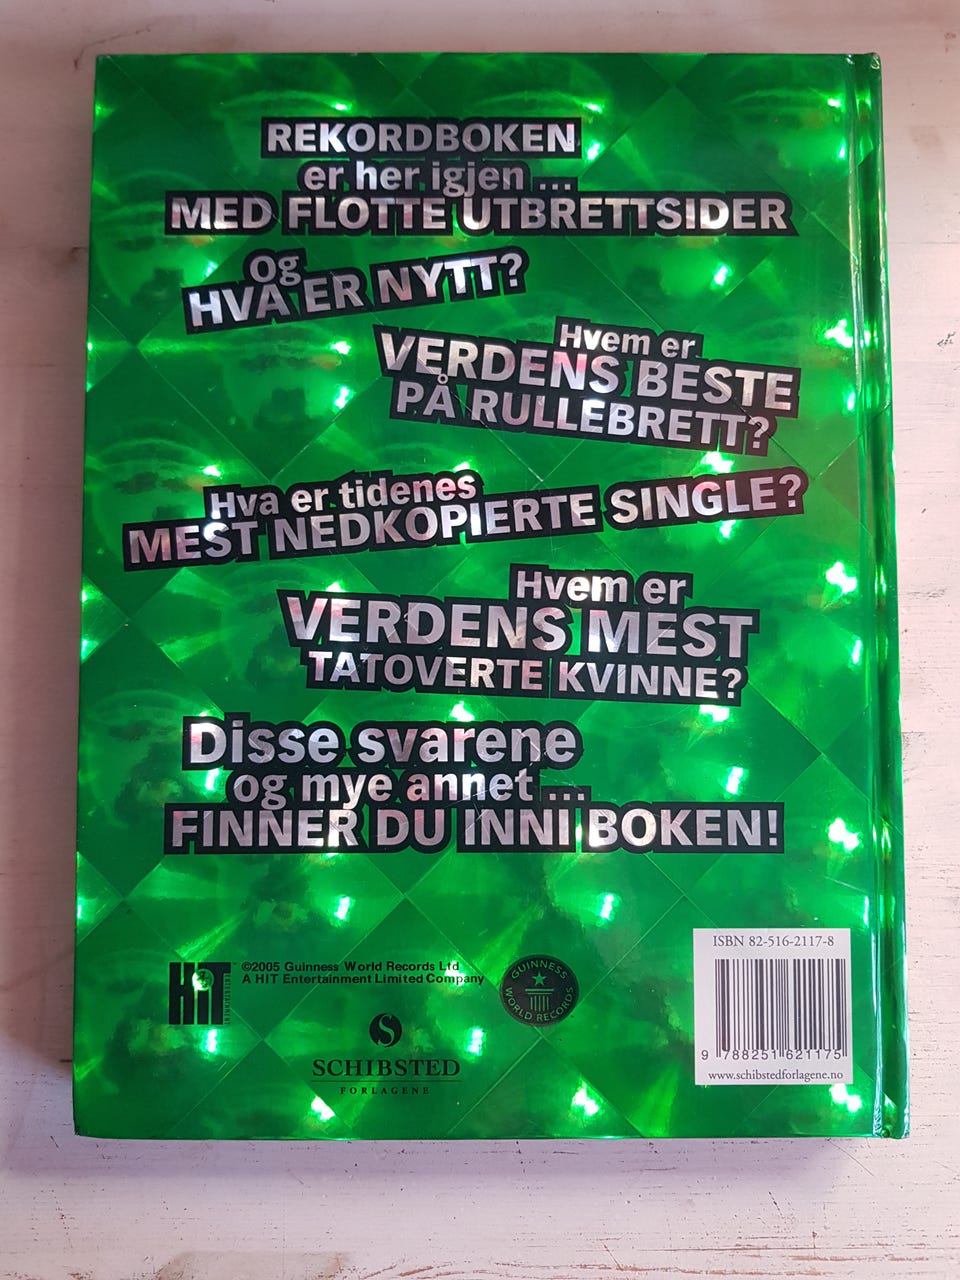 REKORDBOKEN
er her igjen ...
MED FLOTTE UTBRETTSIDER
og
HVA ER NYTT?
Hvem er
VERDENS BESTE
PÅ RULLEBRETT?
Hva er tidenes
MEST NEDKOPIERTE SINGLE?
Hvem er
VERDENS MEST
TATOVERTE KVINNE?
Disse svarene
og mye annet ...
FINNER DU INNI BOKEN!
HiT
ENTERTAINMENT
©2005 Guinness World Records Ltd
A HIT Entertainment Limited Company
GUINNESS
WORLD RECORDS
S
SCHIBSTED
FORLAGENE
ISBN 82-516-2117-8
9 788251 621175
www.schibstedforlagene.no